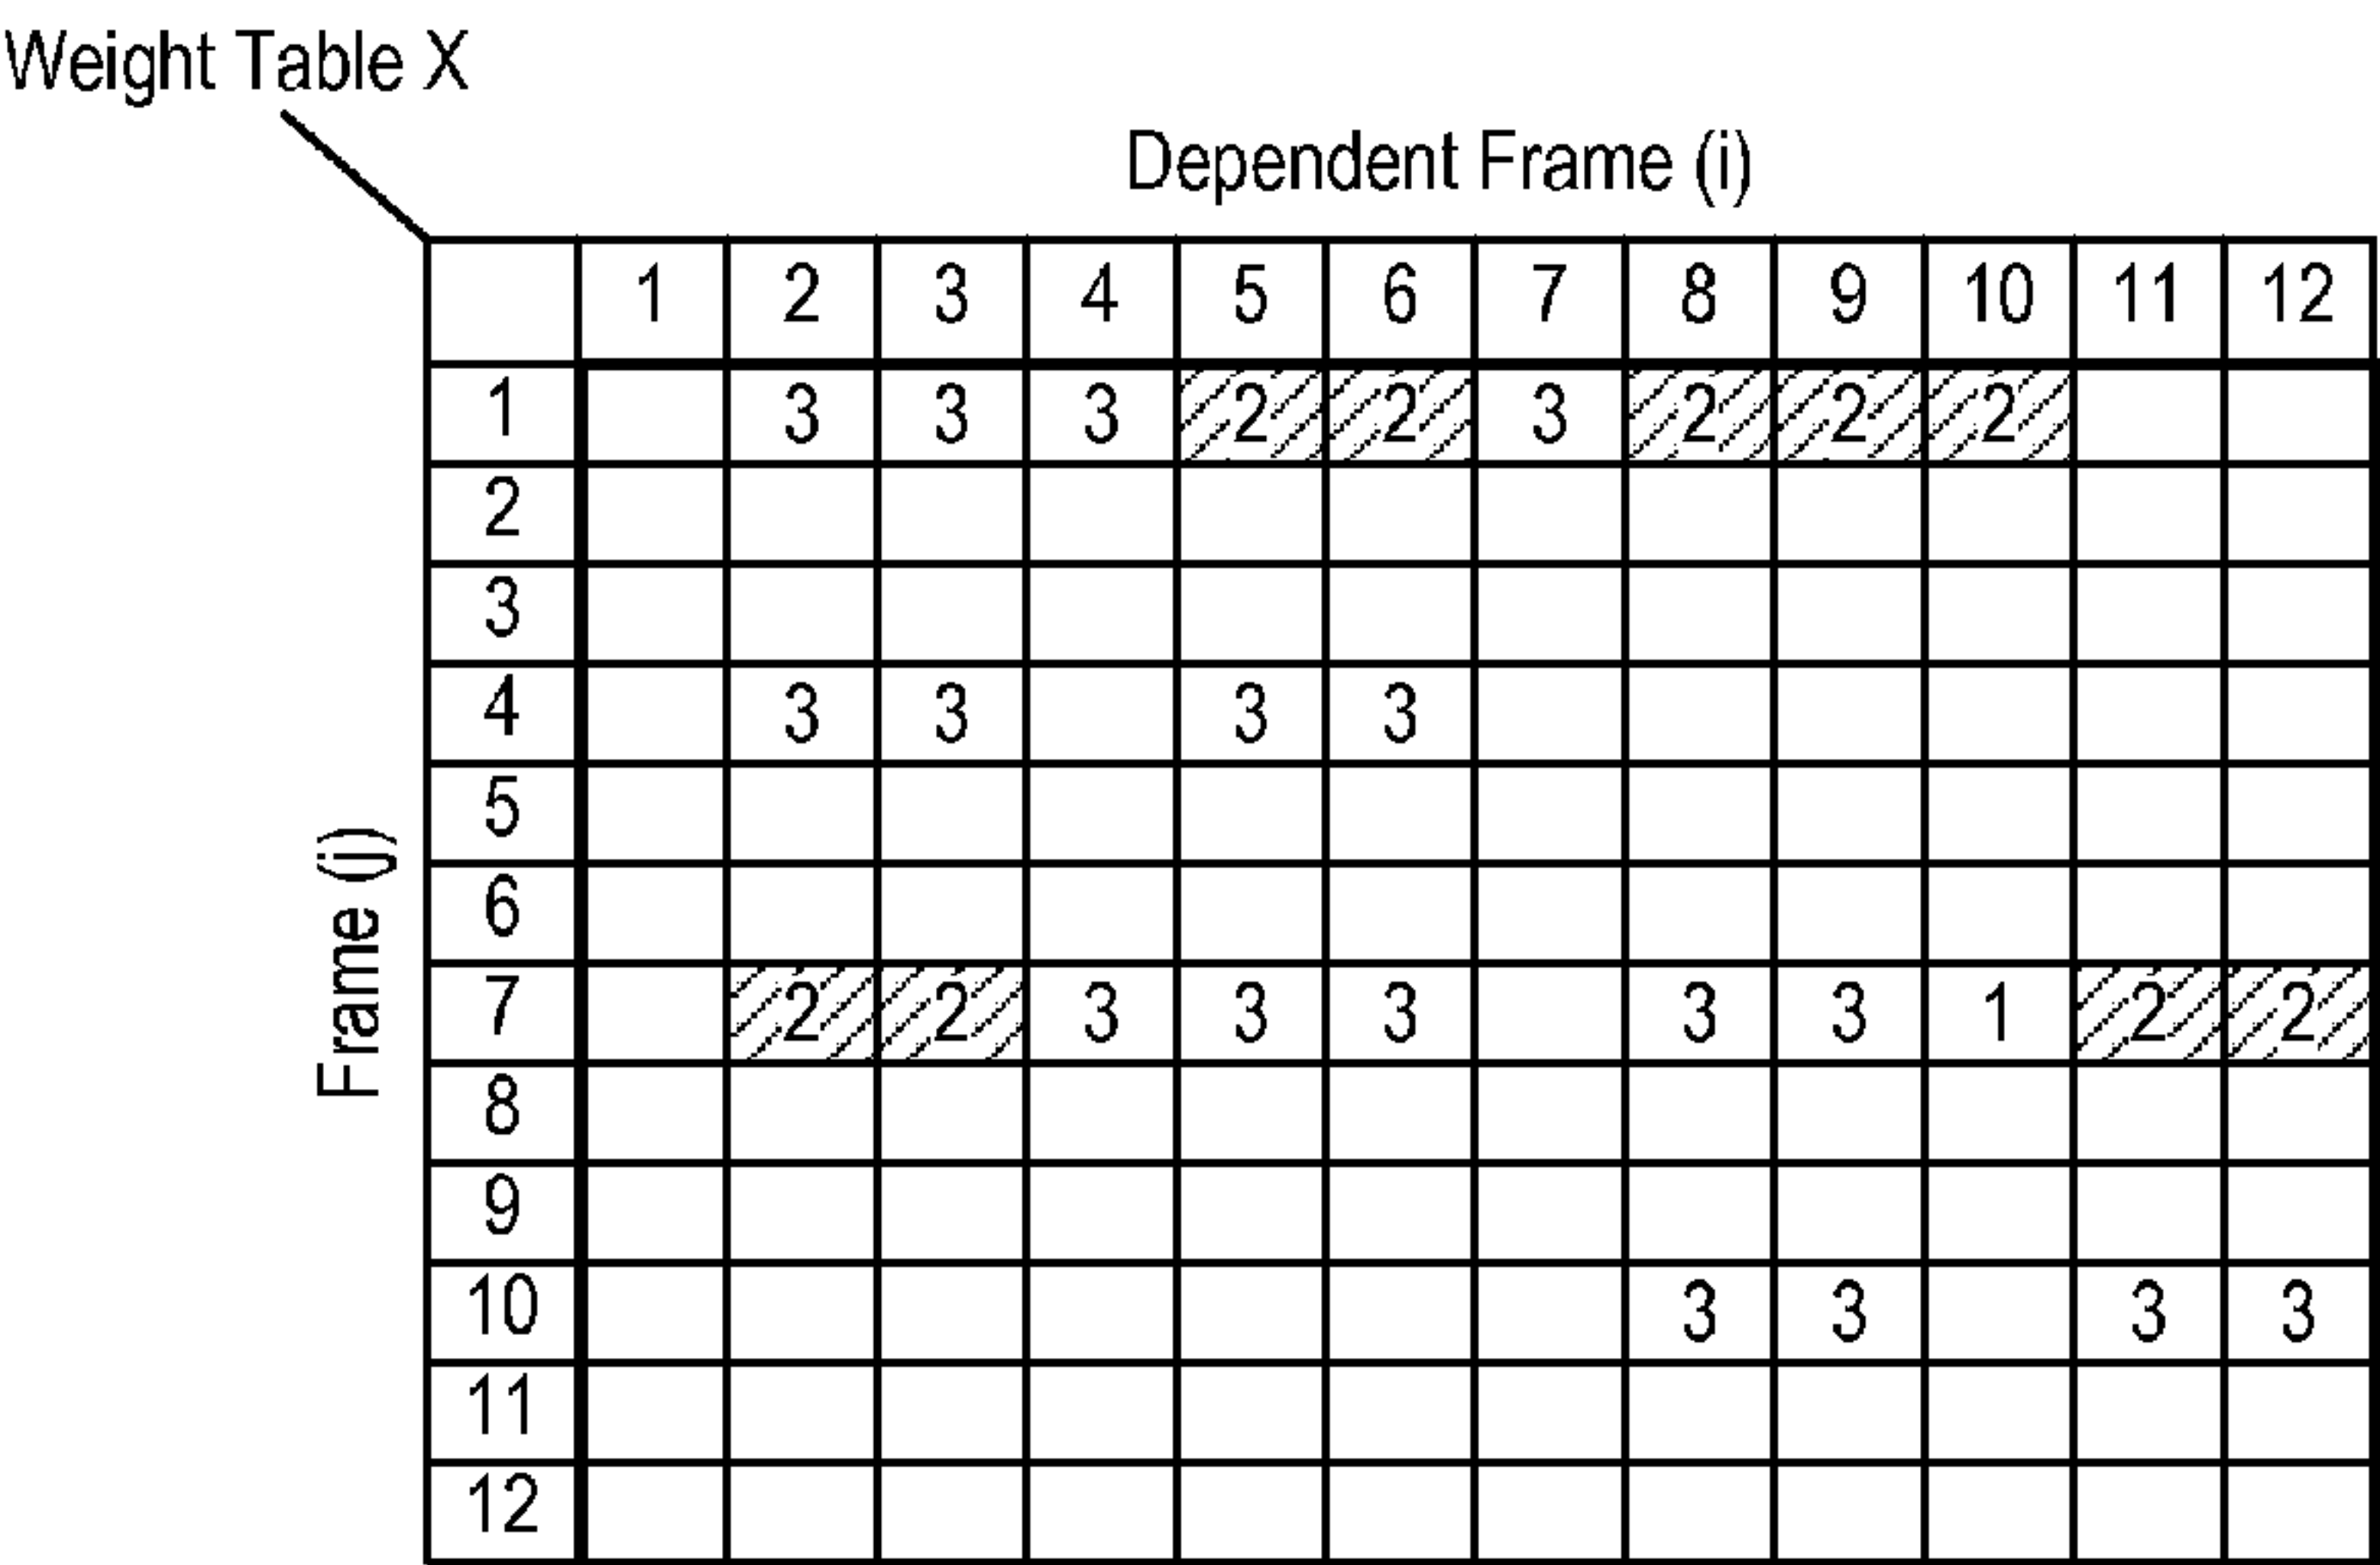 Weight Table X
Dependent Frame (i)
1 2 3 4 5 6 7 8 9 10 11 12
1 3 3 3 2 2 3 2 2 2
2
3
4 3 3 3 3
5
Frame (j)
6
7 2 2 3 3 3 3 3 1 2 2
8
9
10 3 3 3 3
11
12